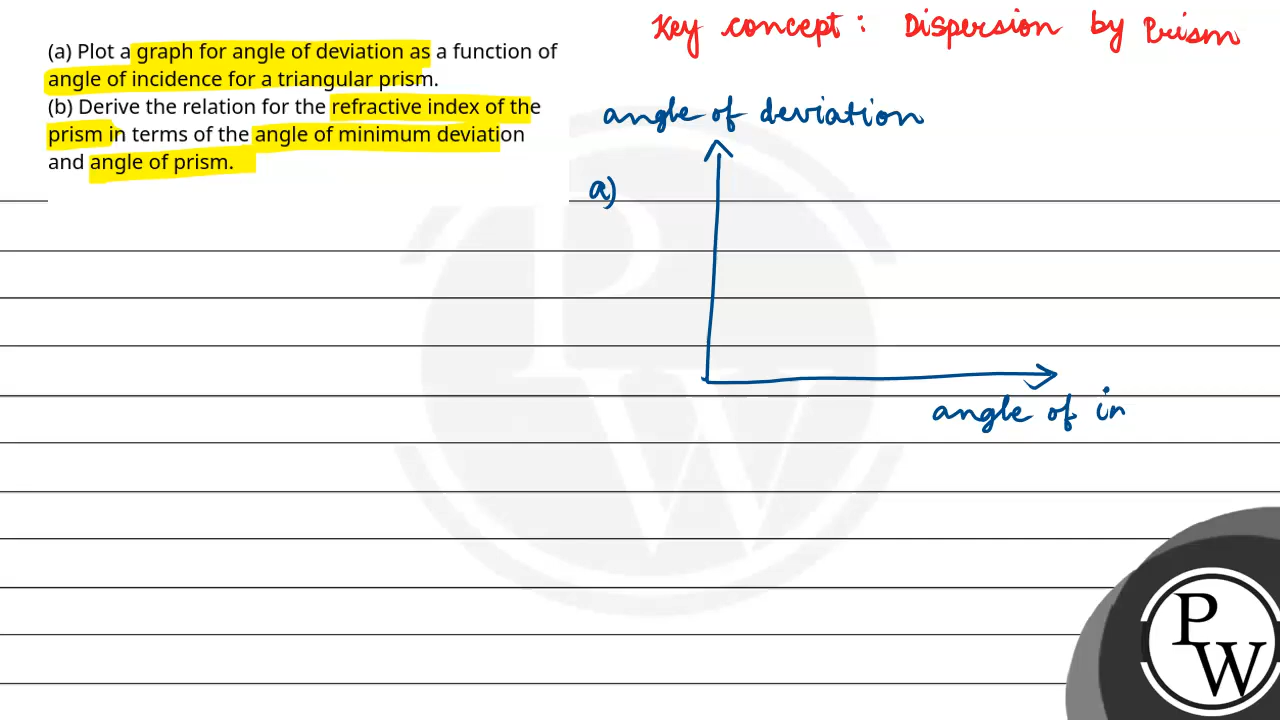 Key concept: Dispersion by Prism
(a) Plot a graph for angle of deviation as a function of
angle of incidence for a triangular prism.
(b) Derive the relation for the refractive index of the
prism in terms of the angle of minimum deviation
and angle of prism.
angle of deviation
a)
angle of in
P
W
P
W